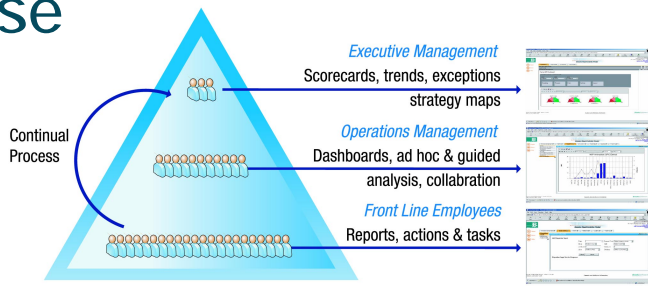 se
Executive Management
Scorecards, trends, exceptions
strategy maps
Continual
Process
Operations Management
Dashboards, ad hoc & guided
analysis, collabration
Front Line Employees
Reports, actions & tasks